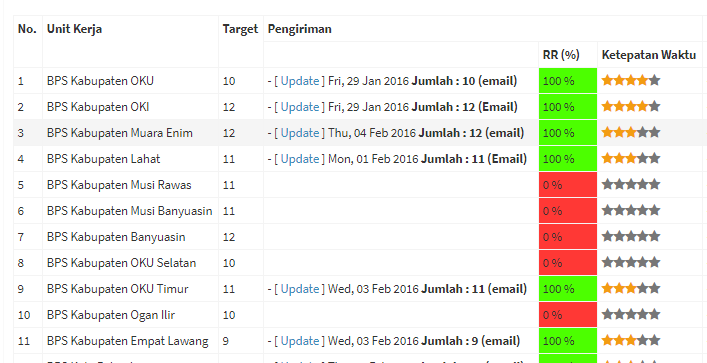 No. Unit Kerja Target Pengiriman
RR (%) Ketepatan Waktu
1 BPS Kabupaten OKU 10 - [ Update ] Fri, 29 Jan 2016 Jumlah : 10 (email) 100 %
2 BPS Kabupaten OKI 12 - [ Update ] Fri, 29 Jan 2016 Jumlah : 12 (Email) 100 %
3 BPS Kabupaten Muara Enim 12 - [ Update ] Thu, 04 Feb 2016 Jumlah : 12 (email) 100 %
4 BPS Kabupaten Lahat 11 - [ Update ] Mon, 01 Feb 2016 Jumlah : 11 (Email) 100 %
5 BPS Kabupaten Musi Rawas 11 0 %
6 BPS Kabupaten Musi Banyuasin 11 0 %
7 BPS Kabupaten Banyuasin 12 0 %
8 BPS Kabupaten OKU Selatan 10 0 %
9 BPS Kabupaten OKU Timur 11 - [ Update ] Wed, 03 Feb 2016 Jumlah : 11 (email) 100 %
10 BPS Kabupaten Ogan Ilir 10 0 %
11 BPS Kabupaten Empat Lawang 9 - [ Update ] Wed, 03 Feb 2016 Jumlah : 9 (email) 100 %